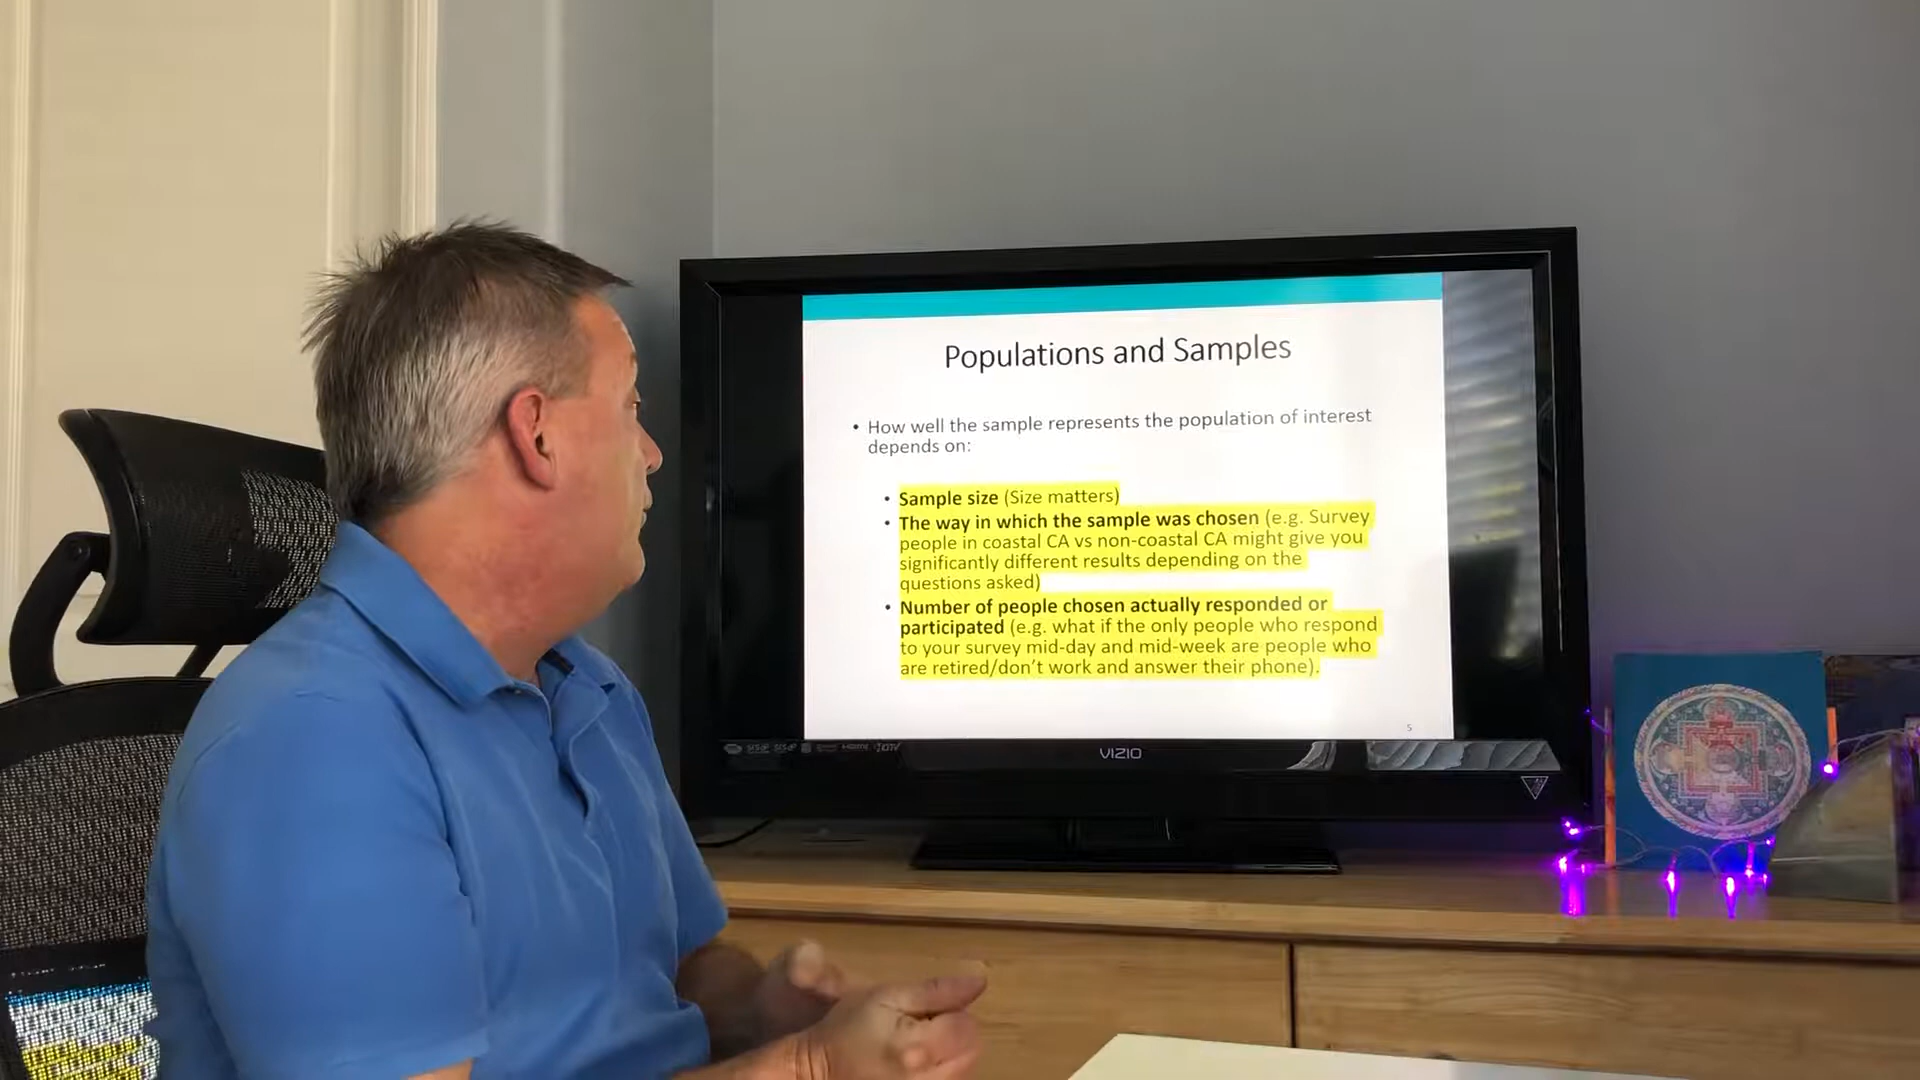 Populations and Samples
• How well the sample represents the population of interest
depends on:
• Sample size (Size matters)
• The way in which the sample was chosen (e.g. Survey
people in coastal CA vs non-coastal CA might give you
significantly different results depending on the
questions asked)
• Number of people chosen actually responded or
participated (e.g. what if the only people who respond
to your survey mid-day and mid-week are people who
are retired/don't work and answer their phone).
5
VIZIO